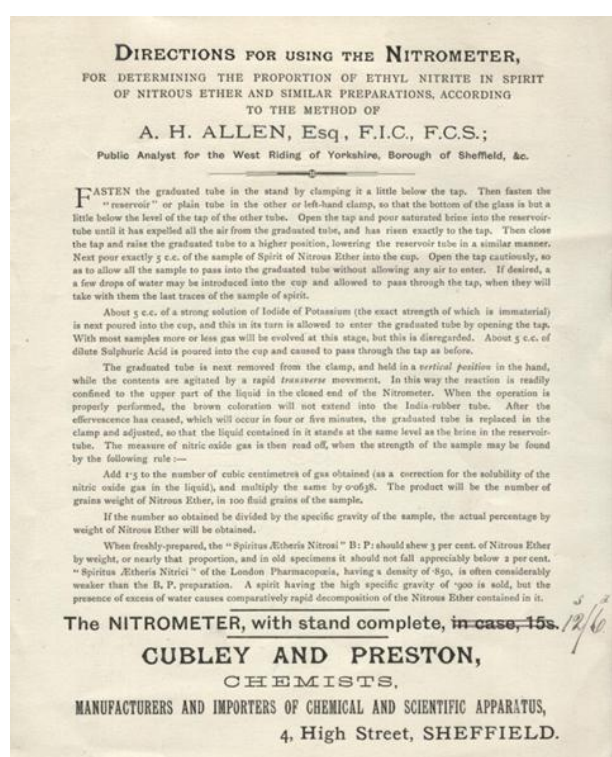 DIRECTIONS FOR USING THE NITROMETER,
FOR DETERMINING THE PROPORTION OF ETHYL NITRITE IN SPIRIT
OF NITROUS ETHER AND SIMILAR PREPARATIONS, ACCORDING
TO THE METHOD OF
A. H. ALLEN, Esq, F.I.C., F.C.S.;
Public Analyst for the West Riding of Yorkshire, Borough of Sheffield, &c.
FASTEN the graduated tube in the stand by clamping it a little below the tap. Then fasten the
"reservoir" or plain tube in the other or left-hand clamp, so that the bottom of the glass is but a
little below the level of the tap of the other tube. Open the tap and pour saturated brine into the reservoir-
tube until it has expelled all the air from the graduated tube, and has risen exactly to the tap. Then close
the tap and raise the graduated tube to a higher position, lowering the reservoir tube in a similar manner.
Next pour exactly 5 c.c. of the sample of Spirit of Nitrous Ether into the cup. Open the tap cautiously, so
as to allow all the sample to pass into the graduated tube without allowing any air to enter. If desired, a
a few drops of water may be introduced into the cup and allowed to pass through the tap, when they will
take with them the last traces of the sample of spirit.
About 5 c.c. of a strong solution of Iodide of Potassium (the exact strength of which is immaterial)
is next poured into the cup, and this in its turn is allowed to enter the graduated tube by opening the tap.
With most samples more or less gas will be evolved at this stage, but this is disregarded. About 5 c.c. of
dilute Sulphuric Acid is poured into the cup and caused to pass through the tap as before.
The graduated tube is next removed from the clamp, and held in a vertical position in the hand,
while the contents are agitated by a rapid transverse movement. In this way the reaction is readily
confined to the upper part of the liquid in the closed end of the Nitrometer. When the operation is
properly performed, the brown coloration will not extend into the India-rubber tube. After the
effervescence has ceased, which will occur in four or five minutes, the graduated tube is replaced in the
clamp and adjusted, so that the liquid contained in it stands at the same level as the brine in the reservoir-
tube. The measure of nitric oxide gas is then read off, when the strength of the sample may be found
by the following rule :—
Add 1·5 to the number of cubic centimetres of gas obtained (as a correction for the solubility of the
nitric oxide gas in the liquid), and multiply the same by 0·0638. The product will be the number of
grains weight of Nitrous Ether, in 100 fluid grains of the sample.
If the number so obtained be divided by the specific gravity of the sample, the actual percentage by
weight of Nitrous Ether will be obtained.
When freshly-prepared, the "Spiritus Ætheris Nitrosi" B: P: should shew 3 per cent. of Nitrous Ether
by weight, or nearly that proportion, and in old specimens it should not fall appreciably below 2 per cent.
"Spiritus Ætheris Nitrici" of the London Pharmacopœia, having a density of ·850, is often considerably
weaker than the B. P. preparation. A spirit having the high specific gravity of ·900 is sold, but the
presence of excess of water causes comparatively rapid decomposition of the Nitrous Ether contained in it.
The NITROMETER, with stand complete, in case, 15s. 12/6
CUBLEY AND PRESTON,
CHEMISTS,
MANUFACTURERS AND IMPORTERS OF CHEMICAL AND SCIENTIFIC APPARATUS,
4, High Street, SHEFFIELD.